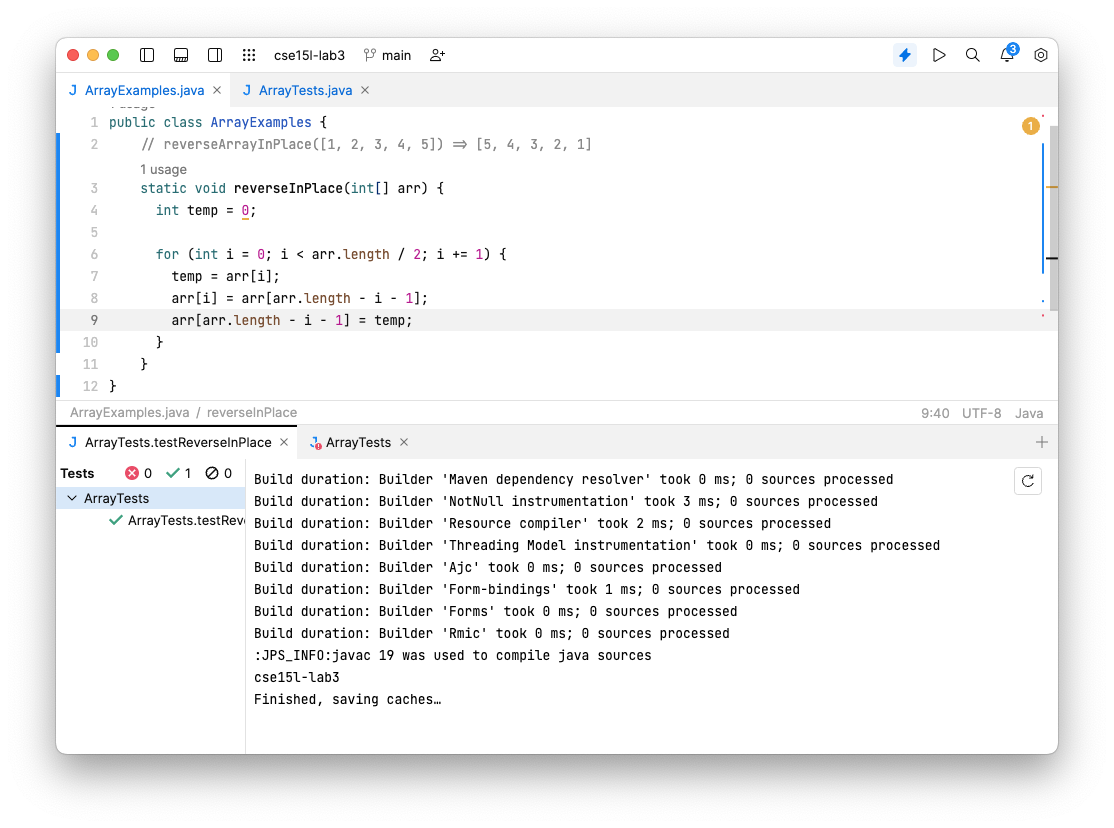 cse15l-lab3 main 3
J ArrayExamples.java × J ArrayTests.java ×
1 usage
1 public class ArrayExamples {
2 // reverseArrayInPlace([1, 2, 3, 4, 5]) => [5, 4, 3, 2, 1]
1 usage
3 static void reverseInPlace(int[] arr) {
4 int temp = 0;
5
6 for (int i = 0; i < arr.length / 2; i += 1) {
7 temp = arr[i];
8 arr[i] = arr[arr.length - i - 1];
9 arr[arr.length - i - 1] = temp;
10 }
11 }
12 }
1
ArrayExamples.java / reverseInPlace 9:40 UTF-8 Java
J ArrayTests.testReverseInPlace × J ArrayTests ×
Tests 0 1 0
ArrayTests
ArrayTests.testRev
Build duration: Builder 'Maven dependency resolver' took 0 ms; 0 sources processed
Build duration: Builder 'NotNull instrumentation' took 3 ms; 0 sources processed
Build duration: Builder 'Resource compiler' took 2 ms; 0 sources processed
Build duration: Builder 'Threading Model instrumentation' took 0 ms; 0 sources processed
Build duration: Builder 'Ajc' took 0 ms; 0 sources processed
Build duration: Builder 'Form-bindings' took 1 ms; 0 sources processed
Build duration: Builder 'Forms' took 0 ms; 0 sources processed
Build duration: Builder 'Rmic' took 0 ms; 0 sources processed
:JPS_INFO:javac 19 was used to compile java sources
cse15l-lab3
Finished, saving caches…